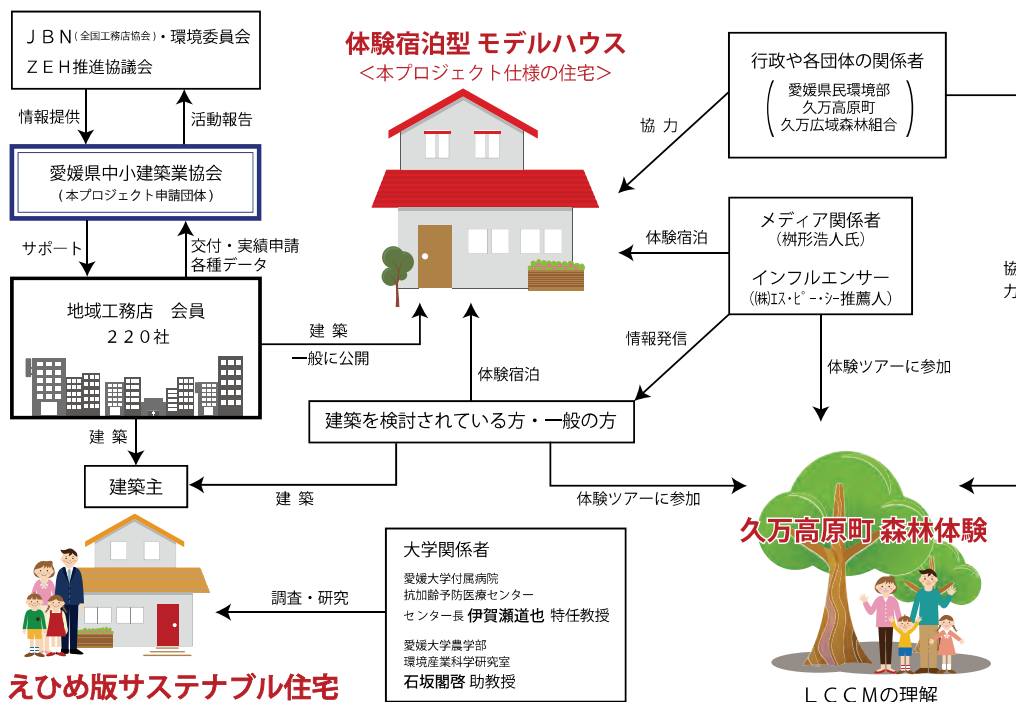 JBN(全国工務店協会)・環境委員会
ZEH推進協議会
情報提供
活動報告
愛媛県中小建築業協会
(本プロジェクト申請団体)
サポート
交付・実績申請
各種データ
地域工務店 会員
220社
建 築
一般に公開
建 築
建築主
体験宿泊型 モデルハウス
＜本プロジェクト仕様の住宅＞
体験宿泊
建築を検討されている方・一般の方
建 築
体験ツアーに参加
行政や各団体の関係者
(愛媛県民環境部
久万高原町
久万広域森林組合)
協 力
メディア関係者
(桝形浩人氏)
インフルエンサー
(㈱ｴｽ・ﾋﾟｰ・ｼｰ推薦人)
体験宿泊
情報発信
体験ツアーに参加
協
力
久万高原町 森林体験
LCCMの理解
大学関係者
愛媛大学付属病院
抗加齢予防医療センター
センター長 伊賀瀬道也 特任教授
愛媛大学農学部
環境産業科学研究室
石坂閣啓 助教授
調査・研究
えひめ版サステナブル住宅